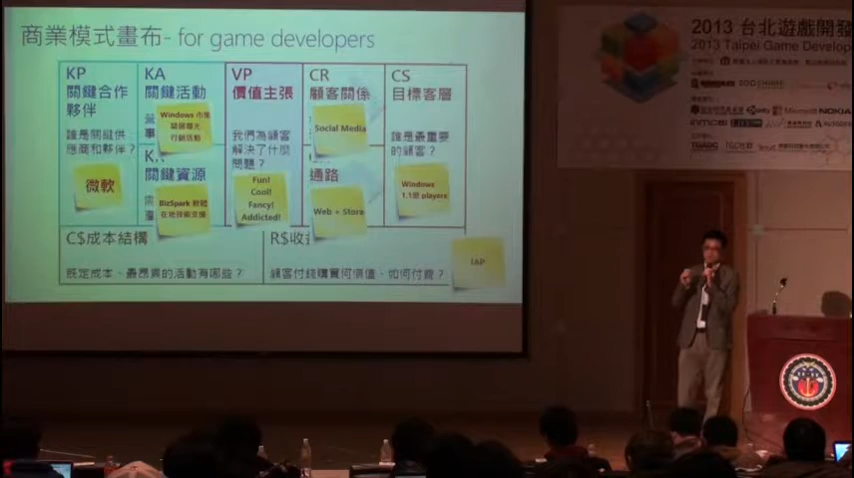 商業模式畫布- for game developers
KP
關鍵合作
夥伴
誰是關鍵供
應商和夥伴？
微軟
KA
關鍵活動
Windows 市集
行銷活動
關鍵資源
BizSpark 軟體
在地技術支援
VP
價值主張
我們為顧客
解決了什麼
問題？
Fun!
Cool!
Fancy!
Addicted!
CR
顧客關係
Social Media
通路
Web + Store
CS
目標客層
誰是最重要
的顧客？
Windows
1.1億 players
C$成本結構
既定成本、最昂貴的活動有哪些？
R$收
顧客付錢購買何價值、如何付費？
IAP
2013 台北遊戲開發
2013 Taipei Game Develop
Microsoft
NOKIA